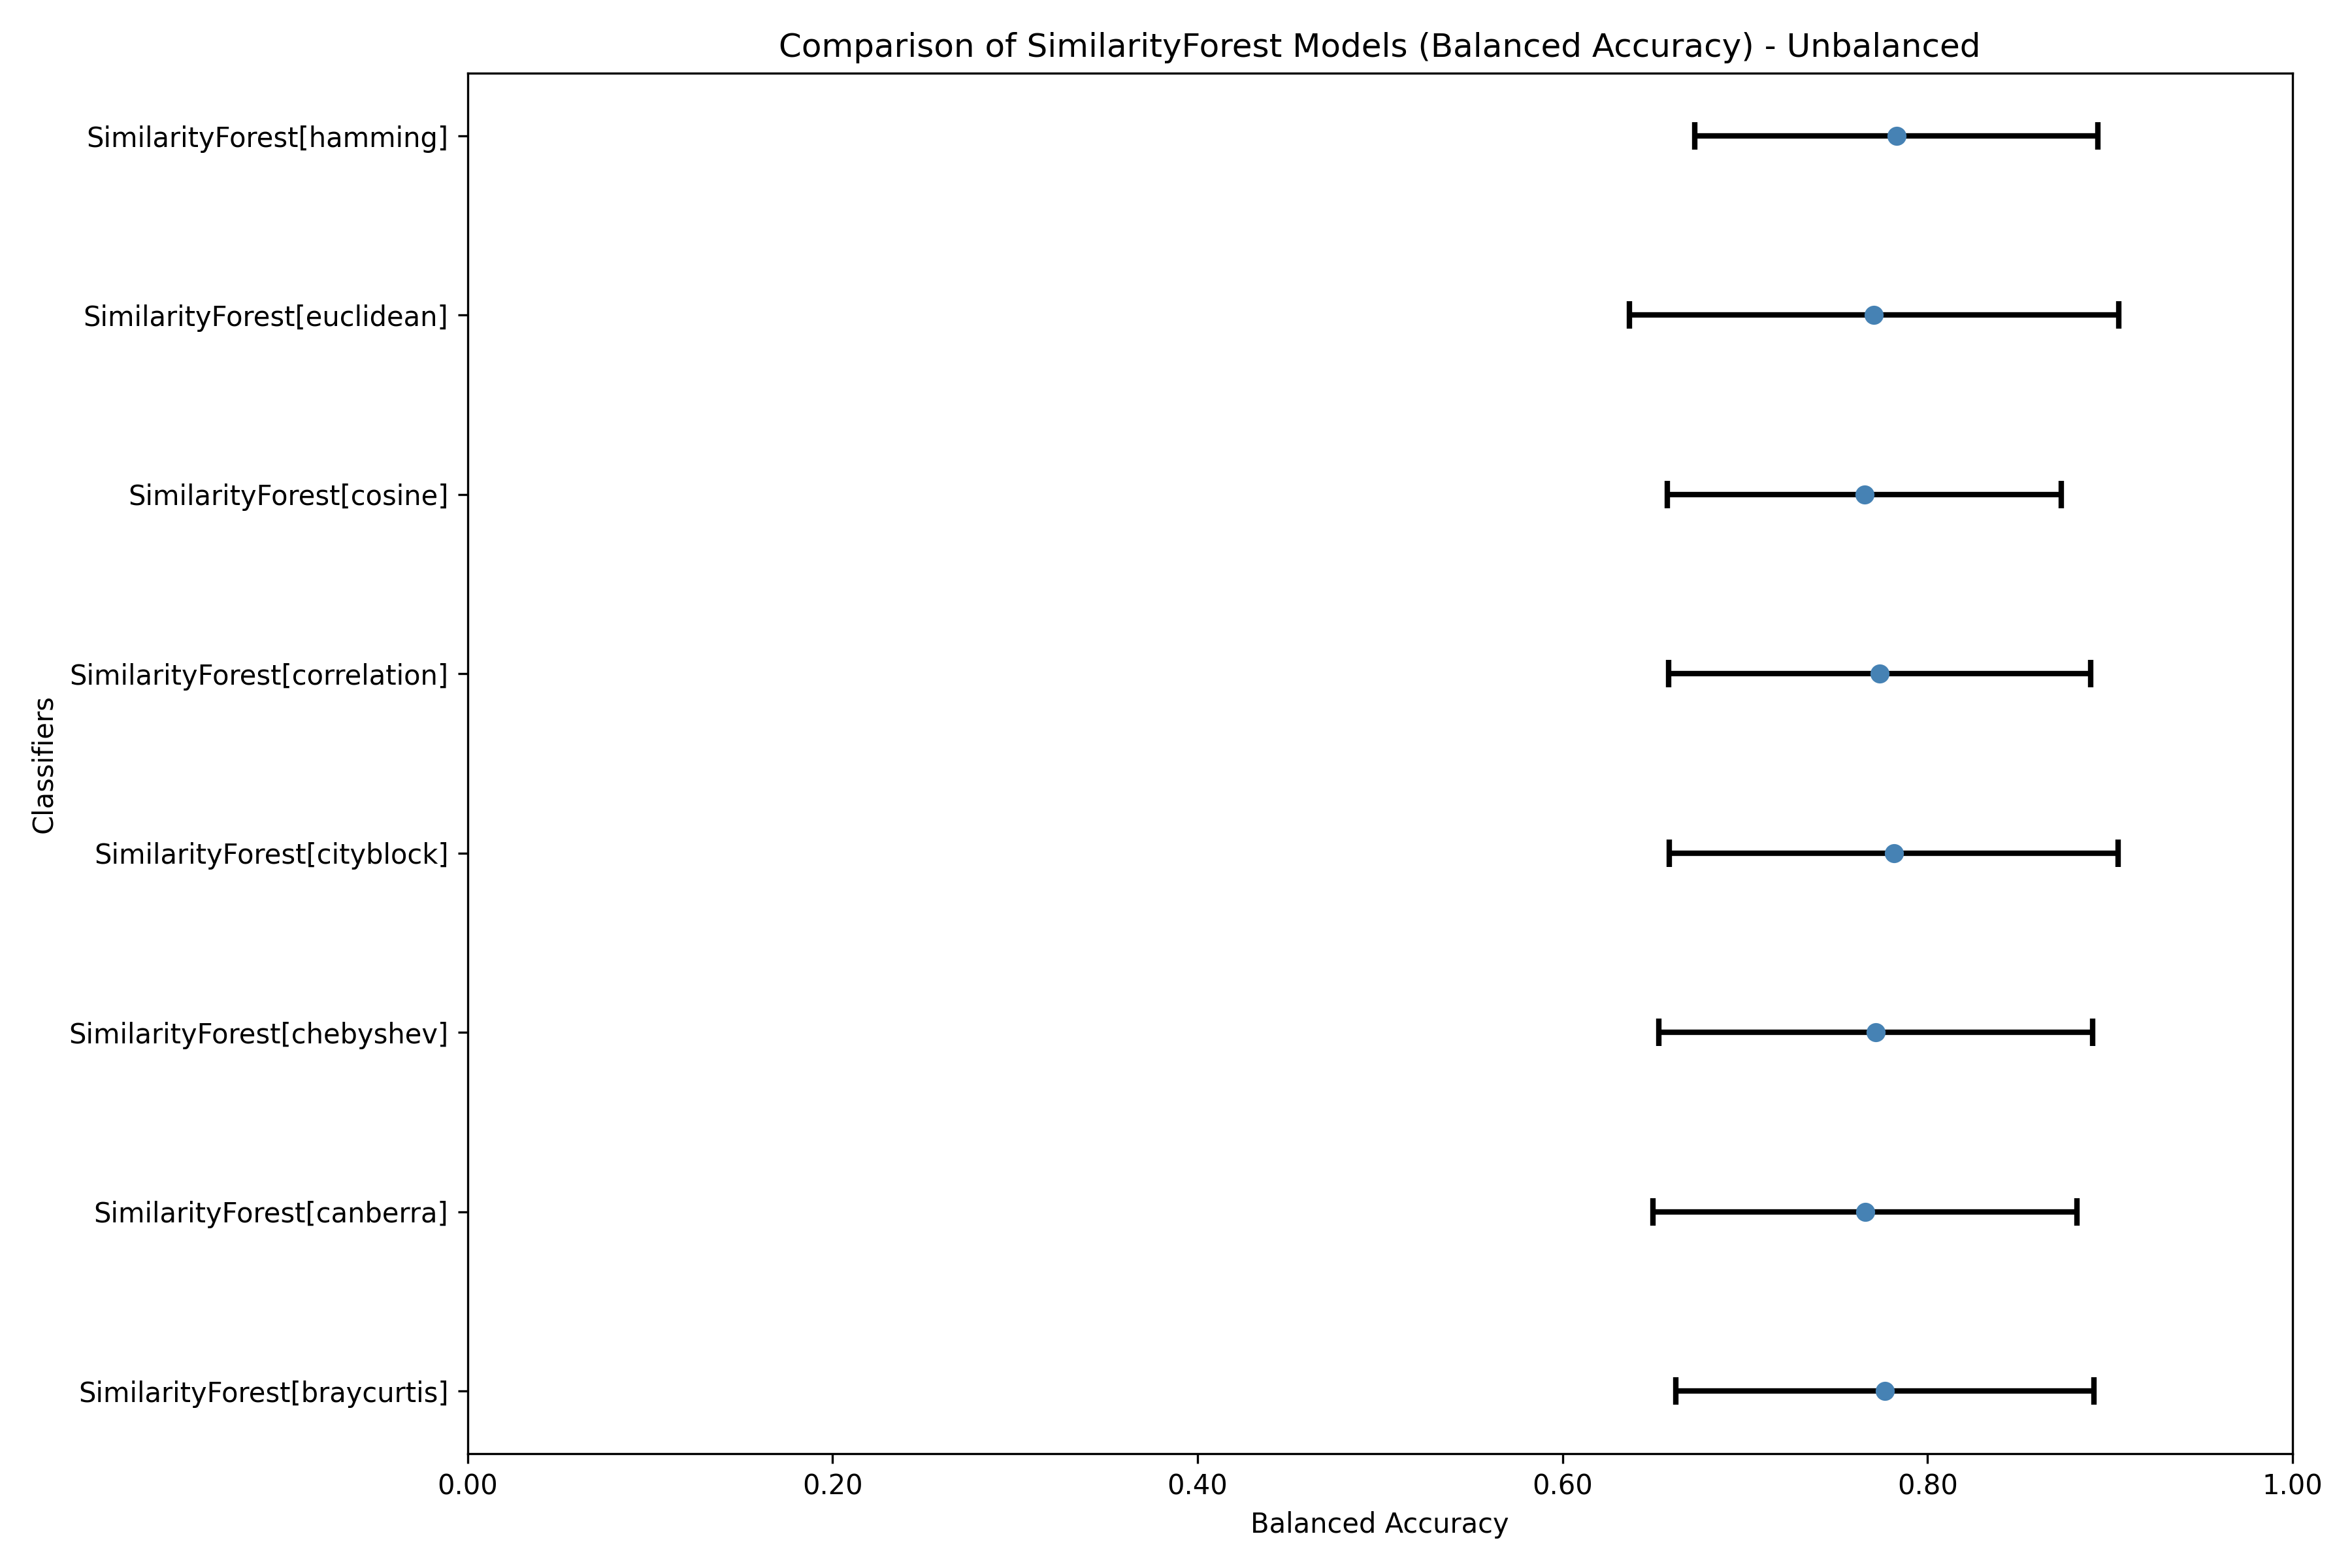 Comparison of SimilarityForest Models (Balanced Accuracy) - Unbalanced
SimilarityForest[hamming]
SimilarityForest[euclidean]
SimilarityForest[cosine]
SimilarityForest[correlation]
SimilarityForest[cityblock]
SimilarityForest[chebyshev]
SimilarityForest[canberra]
SimilarityForest[braycurtis]
Classifiers
0.00 0.20 0.40 0.60 0.80 1.00
Balanced Accuracy